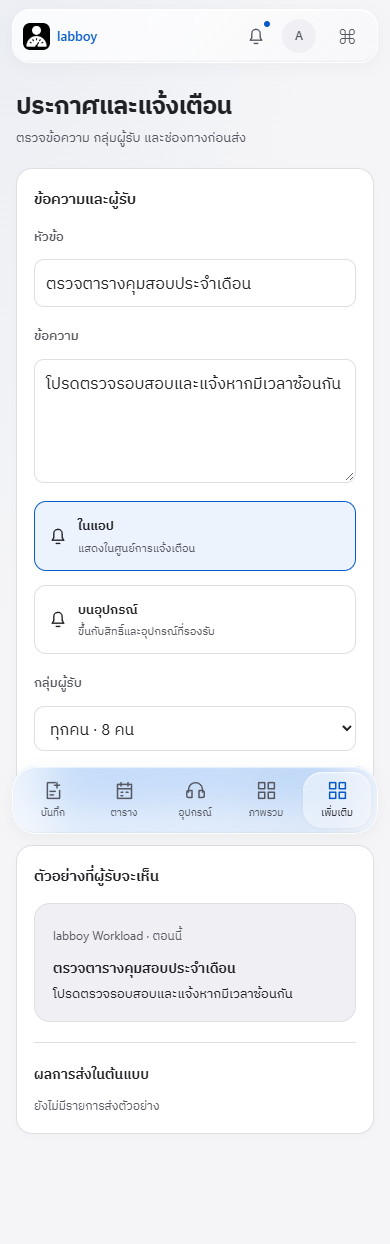 labboy
A
ประกาศและแจ้งเตือน
ตรวจข้อความ กลุ่มผู้รับ และช่องทางก่อนส่ง
ข้อความและผู้รับ
หัวข้อ
ตรวจตารางคุมสอบประจำเดือน
ข้อความ
โปรดตรวจรอบสอบและแจ้งหากมีเวลาซ้อนกัน
ในแอป
แสดงในศูนย์การแจ้งเตือน
บนอุปกรณ์
ขึ้นกับสิทธิ์และอุปกรณ์ที่รองรับ
กลุ่มผู้รับ
ทุกคน · 8 คน
บันทึก
ตาราง
อุปกรณ์
ภาพรวม
เพิ่มเติม
ตัวอย่างที่ผู้รับจะเห็น
labboy Workload · ตอนนี้
ตรวจตารางคุมสอบประจำเดือน
โปรดตรวจรอบสอบและแจ้งหากมีเวลาซ้อนกัน
ผลการส่งในต้นแบบ
ยังไม่มีรายการส่งตัวอย่าง